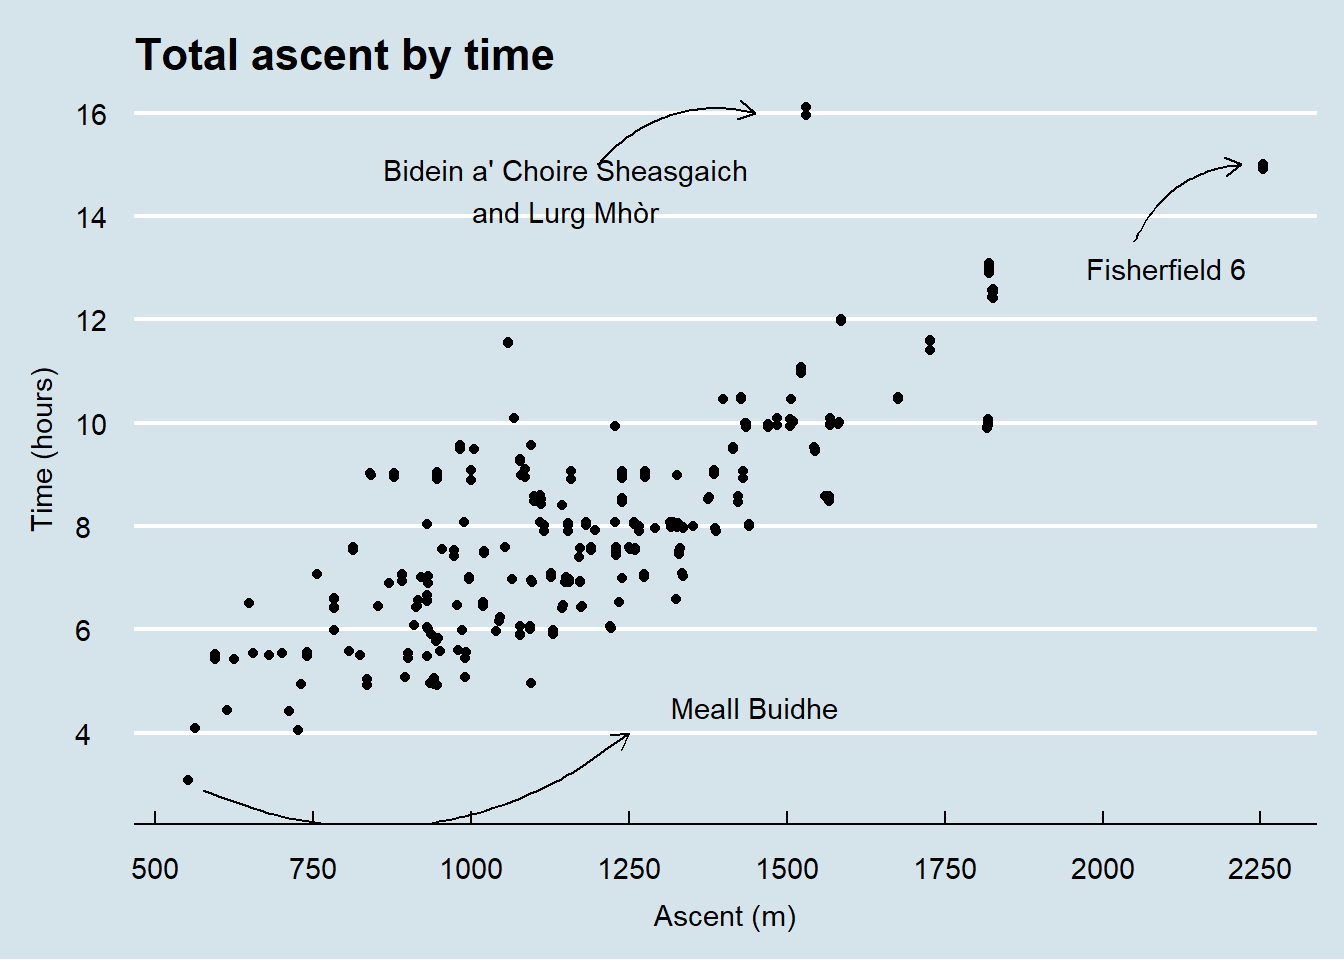 Total ascent by time
16
14
12
10
8
6
4
Time (hours)
Bidein a' Choire Sheasgaich
and Lurg Mhòr
Fisherfield 6
Meall Buidhe
500 750 1000 1250 1500 1750 2000 2250
Ascent (m)